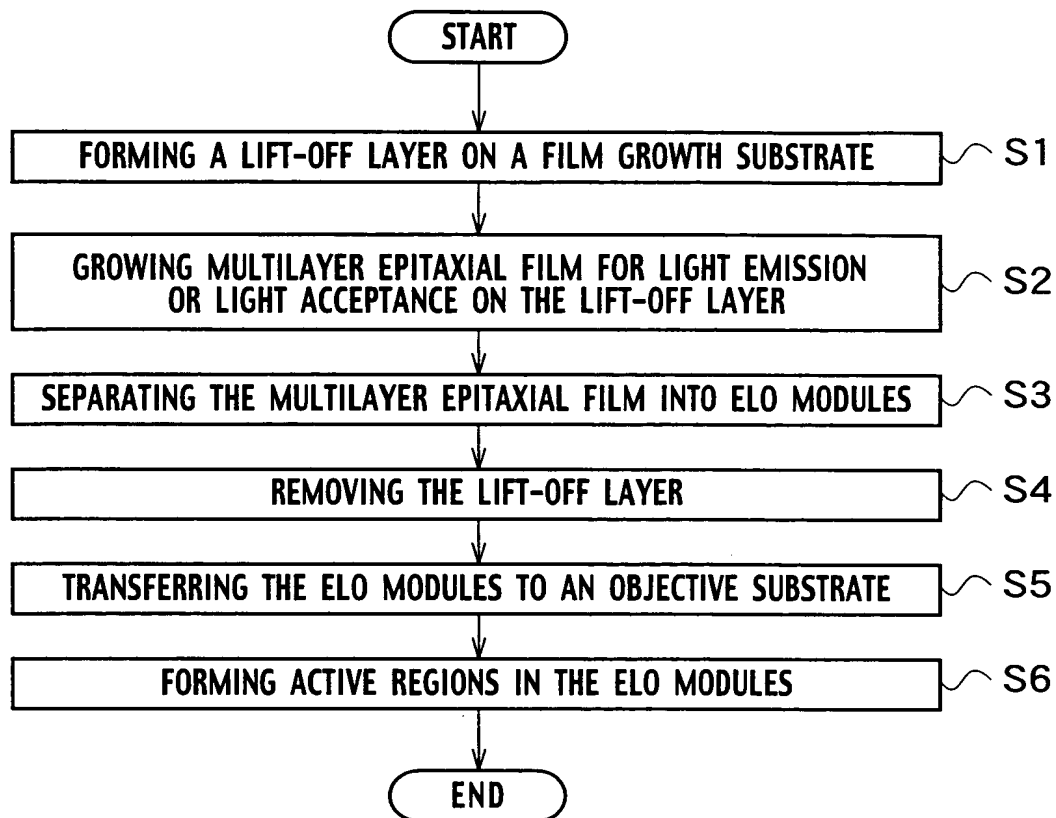 START
FORMING A LIFT-OFF LAYER ON A FILM GROWTH SUBSTRATE S1
GROWING MULTILAYER EPITAXIAL FILM FOR LIGHT EMISSION
OR LIGHT ACCEPTANCE ON THE LIFT-OFF LAYER S2
SEPARATING THE MULTILAYER EPITAXIAL FILM INTO ELO MODULES S3
REMOVING THE LIFT-OFF LAYER S4
TRANSFERRING THE ELO MODULES TO AN OBJECTIVE SUBSTRATE S5
FORMING ACTIVE REGIONS IN THE ELO MODULES S6
END